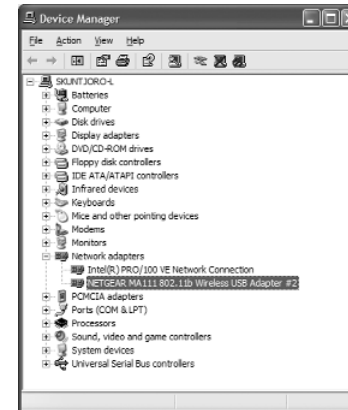 Device Manager
File Action View Help
SKUNTJORO-L
Batteries
Computer
Disk drives
Display adapters
DVD/CD-ROM drives
Floppy disk controllers
IDE ATA/ATAPI controllers
Infrared devices
Keyboards
Mice and other pointing devices
Modems
Monitors
Network adapters
Intel(R) PRO/100 VE Network Connection
NETGEAR MA111 802.11b Wireless USB Adapter #2
PCMCIA adapters
Ports (COM & LPT)
Processors
Sound, video and game controllers
System devices
Universal Serial Bus controllers